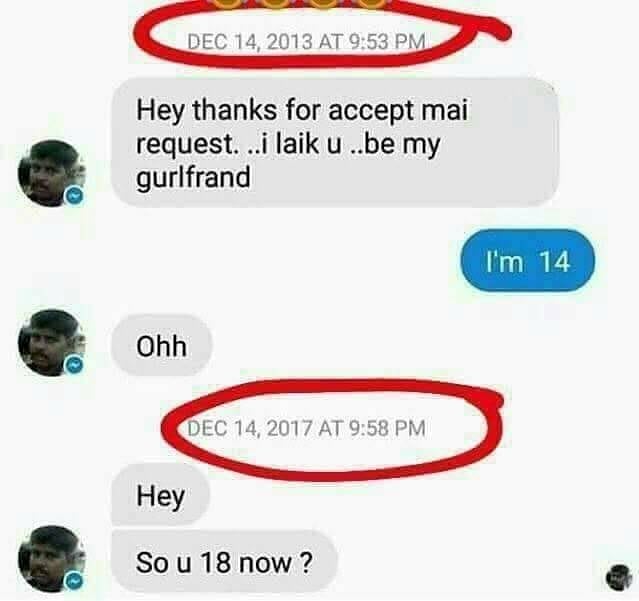 DEC 14, 2013 AT 9:53 PM
Hey thanks for accept mai
request. ..i laik u ..be my
gurlfrand
I'm 14
Ohh
DEC 14, 2017 AT 9:58 PM
Hey
So u 18 now ?